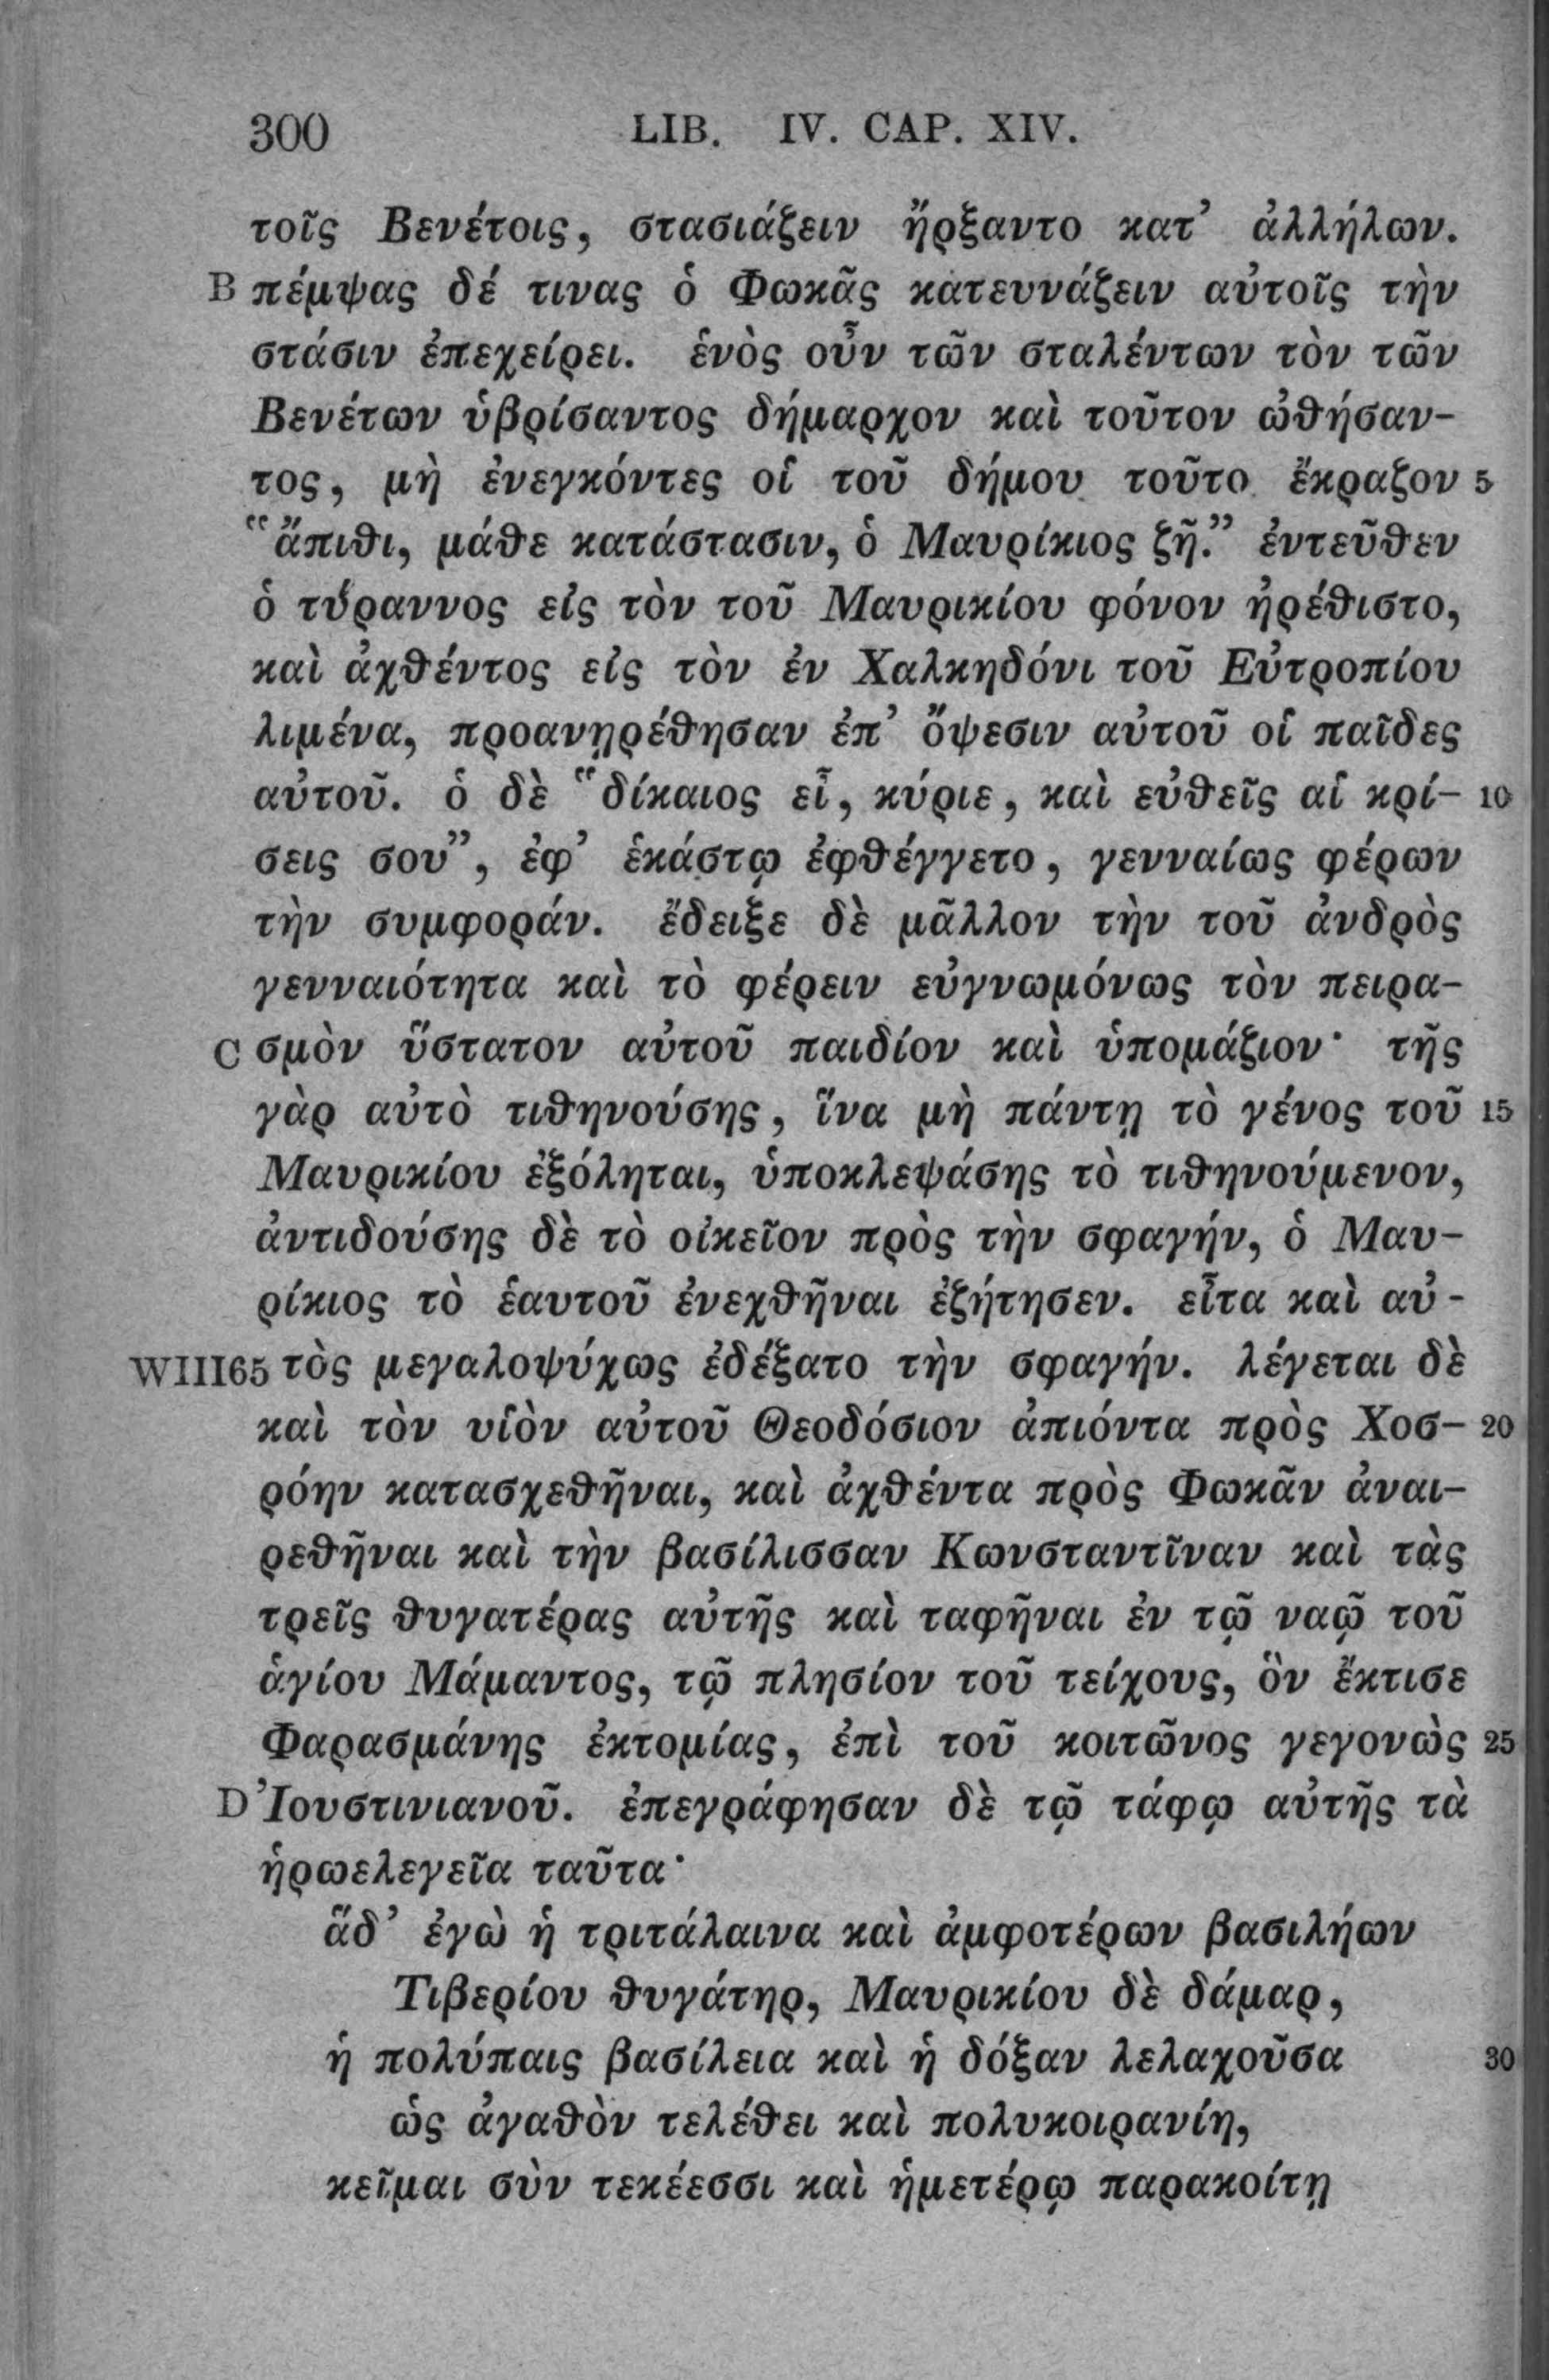 300 LIB. IV. CAP. XIV.
τοῖς Βενέτοις, στασιάζειν ἤρξαντο κατ’ ἀλλήλων.
B πέμψας δέ τινας ὁ Φωκᾶς κατευνάζειν αὐτοῖς τὴν
στάσιν ἐπεχείρει. ἑνὸς οὖν τῶν σταλέντων τὸν τῶν
Βενέτων ὑβρίσαντος δήμαρχον καὶ τοῦτον ὠθήσαν-
τος, μὴ ἐνεγκόντες οἱ τοῦ δήμου τοῦτο ἔκραζον 5
“ἄπιθι, μάθε κατάστασιν, ὁ Μαυρίκιος ζῇ.” ἐντεῦθεν
ὁ τύραννος εἰς τὸν τοῦ Μαυρικίου φόνον ἠρέθιστο,
καὶ ἀχθέντος εἰς τὸν ἐν Χαλκηδόνι τοῦ Εὐτροπίου
λιμένα, προανῃρέθησαν ἐπ’ ὄψεσιν αὐτοῦ οἱ παῖδες
αὐτοῦ. ὁ δὲ “δίκαιος εἶ, κύριε, καὶ εὐθεῖς αἱ κρί- 10
σεις σου”, ἐφ’ ἑκάστῳ ἐφθέγγετο, γενναίως φέρων
τὴν συμφοράν. ἔδειξε δὲ μᾶλλον τὴν τοῦ ἀνδρὸς
γενναιότητα καὶ τὸ φέρειν εὐγνωμόνως τὸν πειρα-
C σμὸν ὕστατον αὐτοῦ παιδίον καὶ ὑπομάζιον· τῆς
γὰρ αὐτὸ τιθηνούσης, ἵνα μὴ πάντῃ τὸ γένος τοῦ 15
Μαυρικίου ἐξόληται, ὑποκλεψάσης τὸ τιθηνούμενον,
ἀντιδούσης δὲ τὸ οἰκεῖον πρὸς τὴν σφαγήν, ὁ Μαυ-
ρίκιος τὸ ἑαυτοῦ ἐνεχθῆναι ἐζήτησεν. εἶτα καὶ αὐ-
WIII65 τὸς μεγαλοψύχως ἐδέξατο τὴν σφαγήν. λέγεται δὲ
καὶ τὸν υἱὸν αὐτοῦ Θεοδόσιον ἀπιόντα πρὸς Χοσ- 20
ρόην κατασχεθῆναι, καὶ ἀχθέντα πρὸς Φωκᾶν ἀναι-
ρεθῆναι καὶ τὴν βασίλισσαν Κωνσταντῖναν καὶ τὰς
τρεῖς θυγατέρας αὐτῆς καὶ ταφῆναι ἐν τῷ ναῷ τοῦ
ἁγίου Μάμαντος, τῷ πλησίον τοῦ τείχους, ὃν ἔκτισε
Φαρασμάνης ἐκτομίας, ἐπὶ τοῦ κοιτῶνος γεγονὼς 25
D Ἰουστινιανοῦ. ἐπεγράφησαν δὲ τῷ τάφῳ αὐτῆς τὰ
ἡρωελεγεῖα ταῦτα·
ἅδ’ ἐγὼ ἡ τριτάλαινα καὶ ἀμφοτέρων βασιλήων
Τιβερίου θυγάτηρ, Μαυρικίου δὲ δάμαρ,
ἡ πολύπαις βασίλεια καὶ ἡ δόξαν λελαχοῦσα 30
ὡς ἀγαθὸν τελέθει καὶ πολυκοιρανίη,
κεῖμαι σὺν τεκέεσσι καὶ ἡμετέρῳ παρακοίτῃ